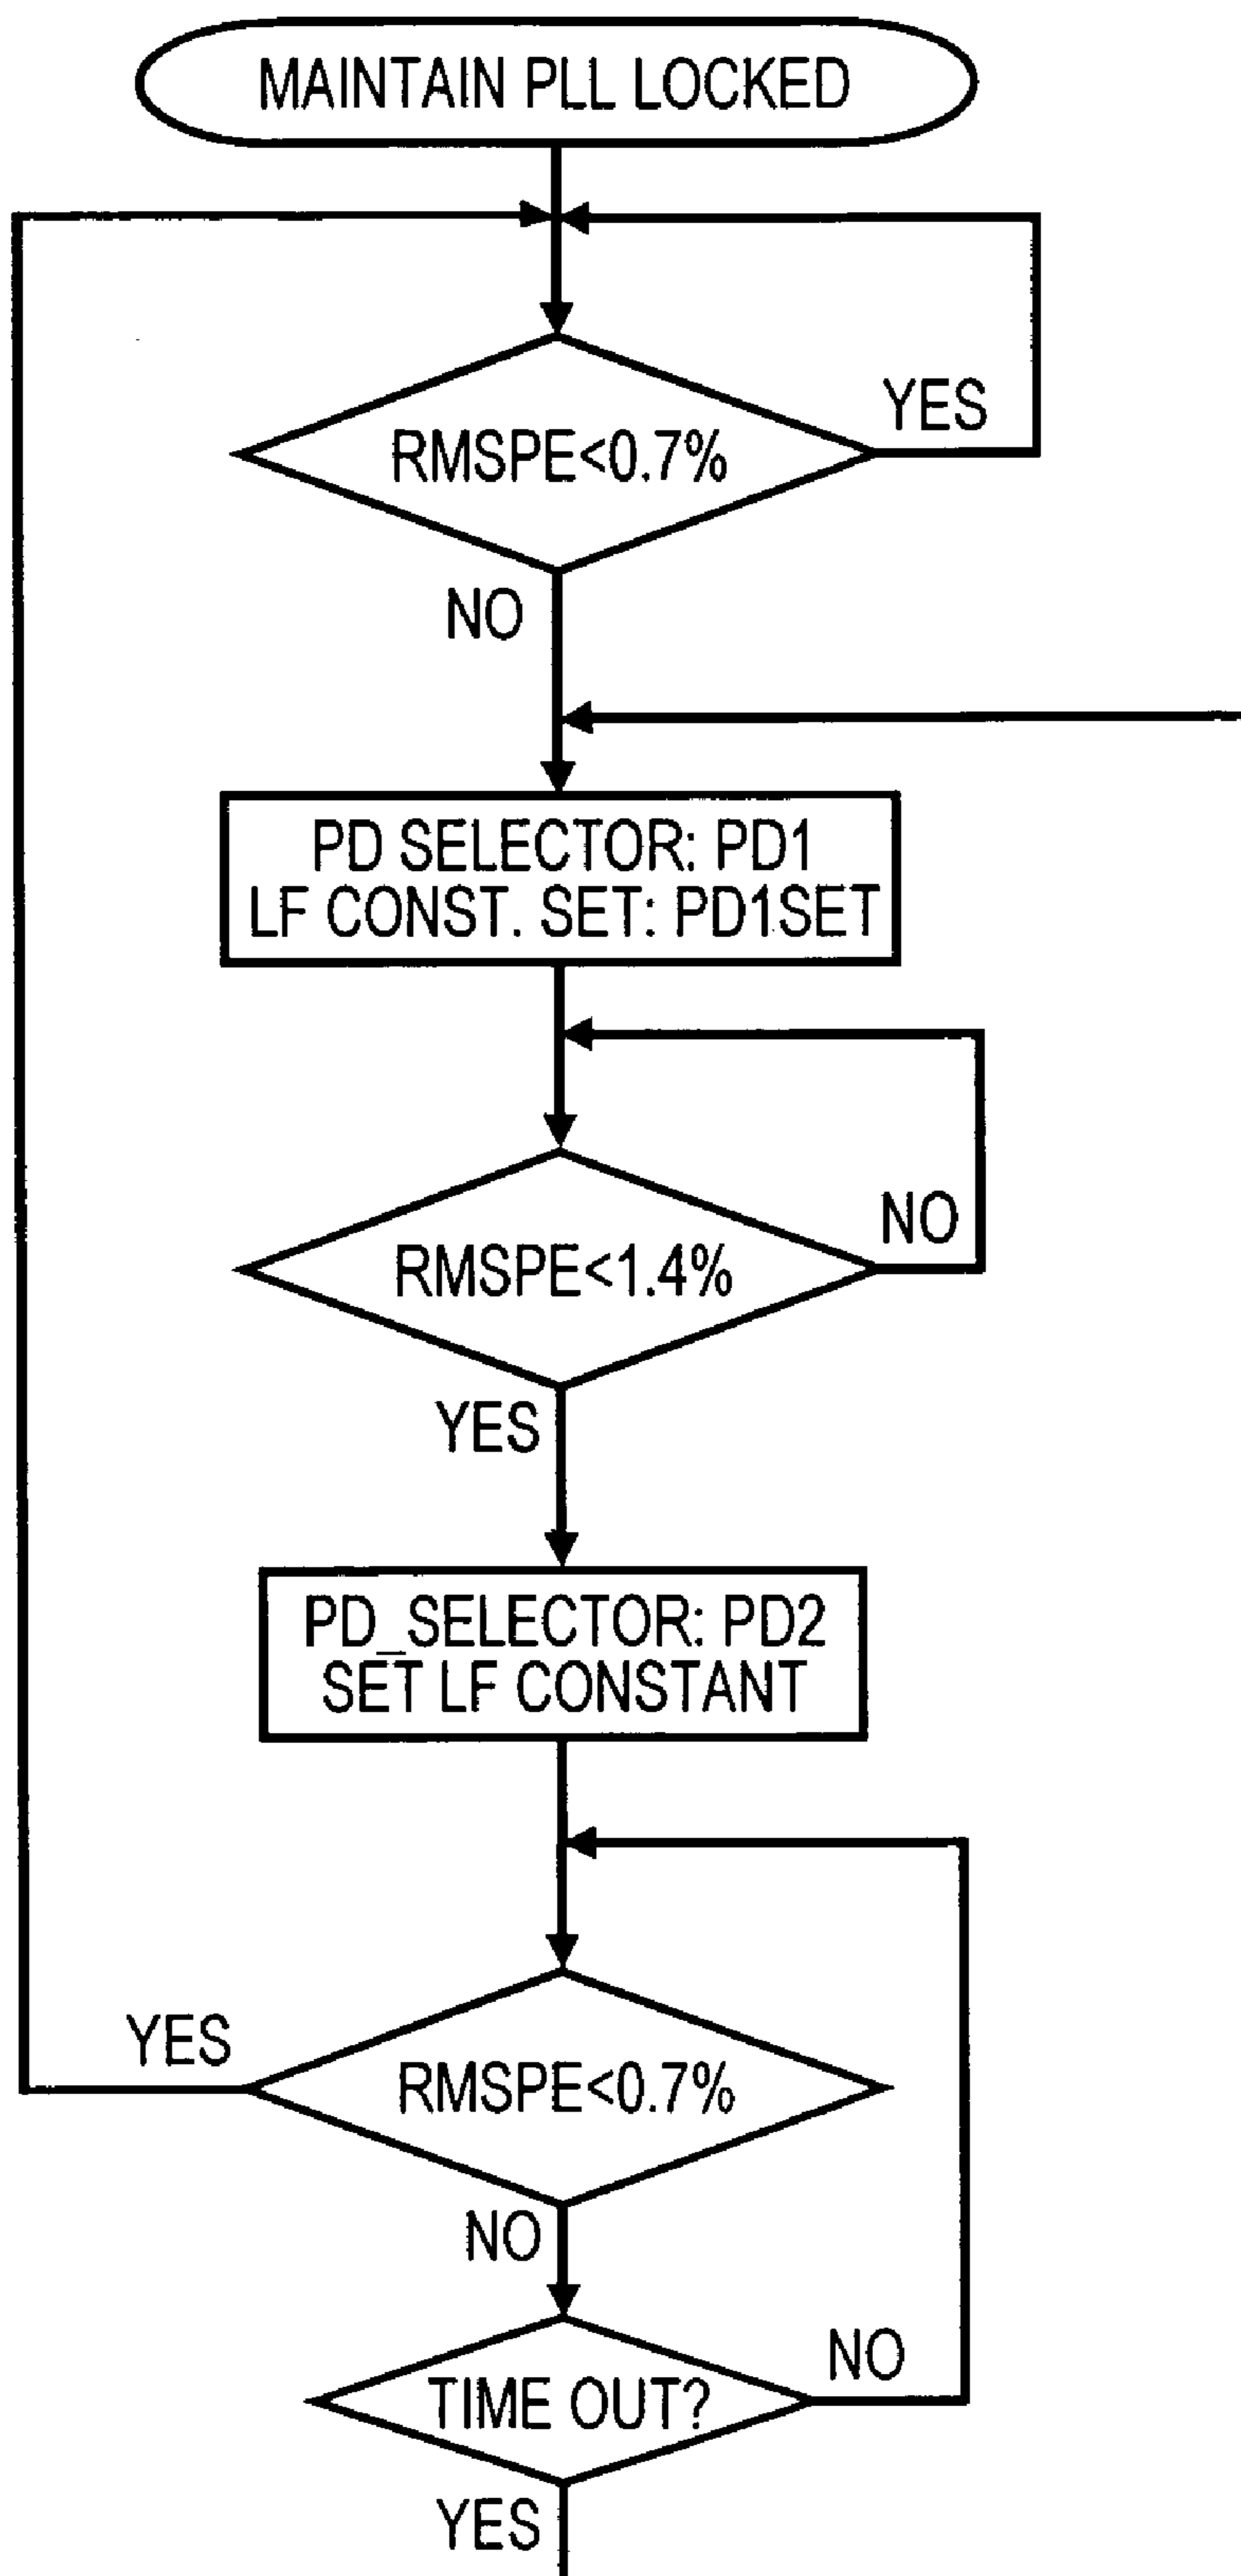 MAINTAIN PLL LOCKED
YES
RMSPE<0.7%
NO
PD SELECTOR: PD1
LF CONST. SET: PD1SET
NO
RMSPE<1.4%
YES
PD_SELECTOR: PD2
SET LF CONSTANT
YES
RMSPE<0.7%
NO
NO
TIME OUT?
YES